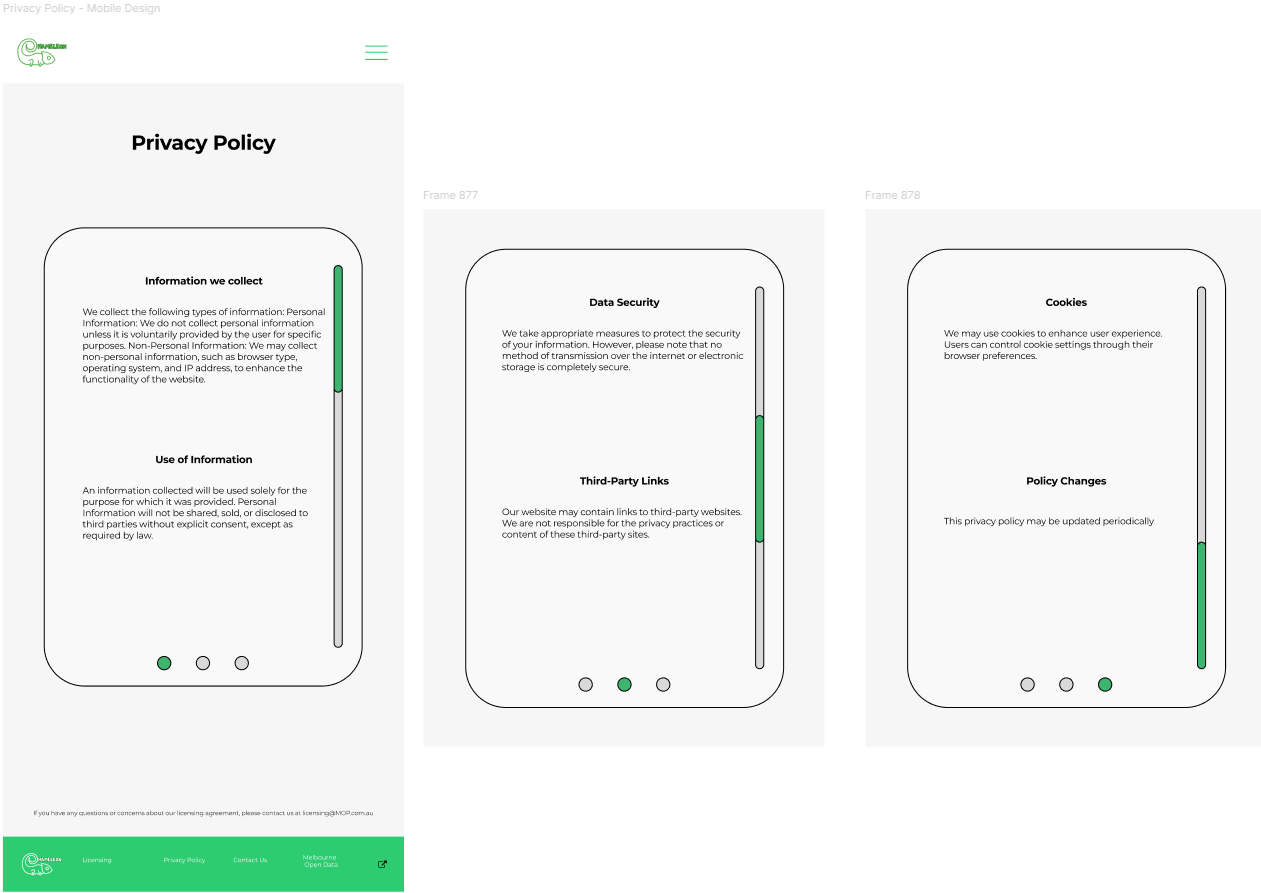 Privacy Policy - Mobile Design
HAMELEON
Privacy Policy
Information we collect
We collect the following types of information: Personal
Information: We do not collect personal information
unless it is voluntarily provided by the user for specific
purposes. Non-Personal Information: We may collect
non-personal information, such as browser type,
operating system, and IP address, to enhance the
functionality of the website.
Use of Information
An information collected will be used solely for the
purpose for which it was provided. Personal
Information will not be shared, sold, or disclosed to
third parties without explicit consent, except as
required by law.
If you have any questions or concerns about our licensing agreement, please contact us at licensing@MOP.com.au
HAMELEON
Licensing
Privacy Policy
Contact Us
Melbourne
Open Data
Frame 877
Data Security
We take appropriate measures to protect the security
of your information. However, please note that no
method of transmission over the internet or electronic
storage is completely secure.
Third-Party Links
Our website may contain links to third-party websites.
We are not responsible for the privacy practices or
content of these third-party sites.
Frame 878
Cookies
We may use cookies to enhance user experience.
Users can control cookie settings through their
browser preferences.
Policy Changes
This privacy policy may be updated periodically